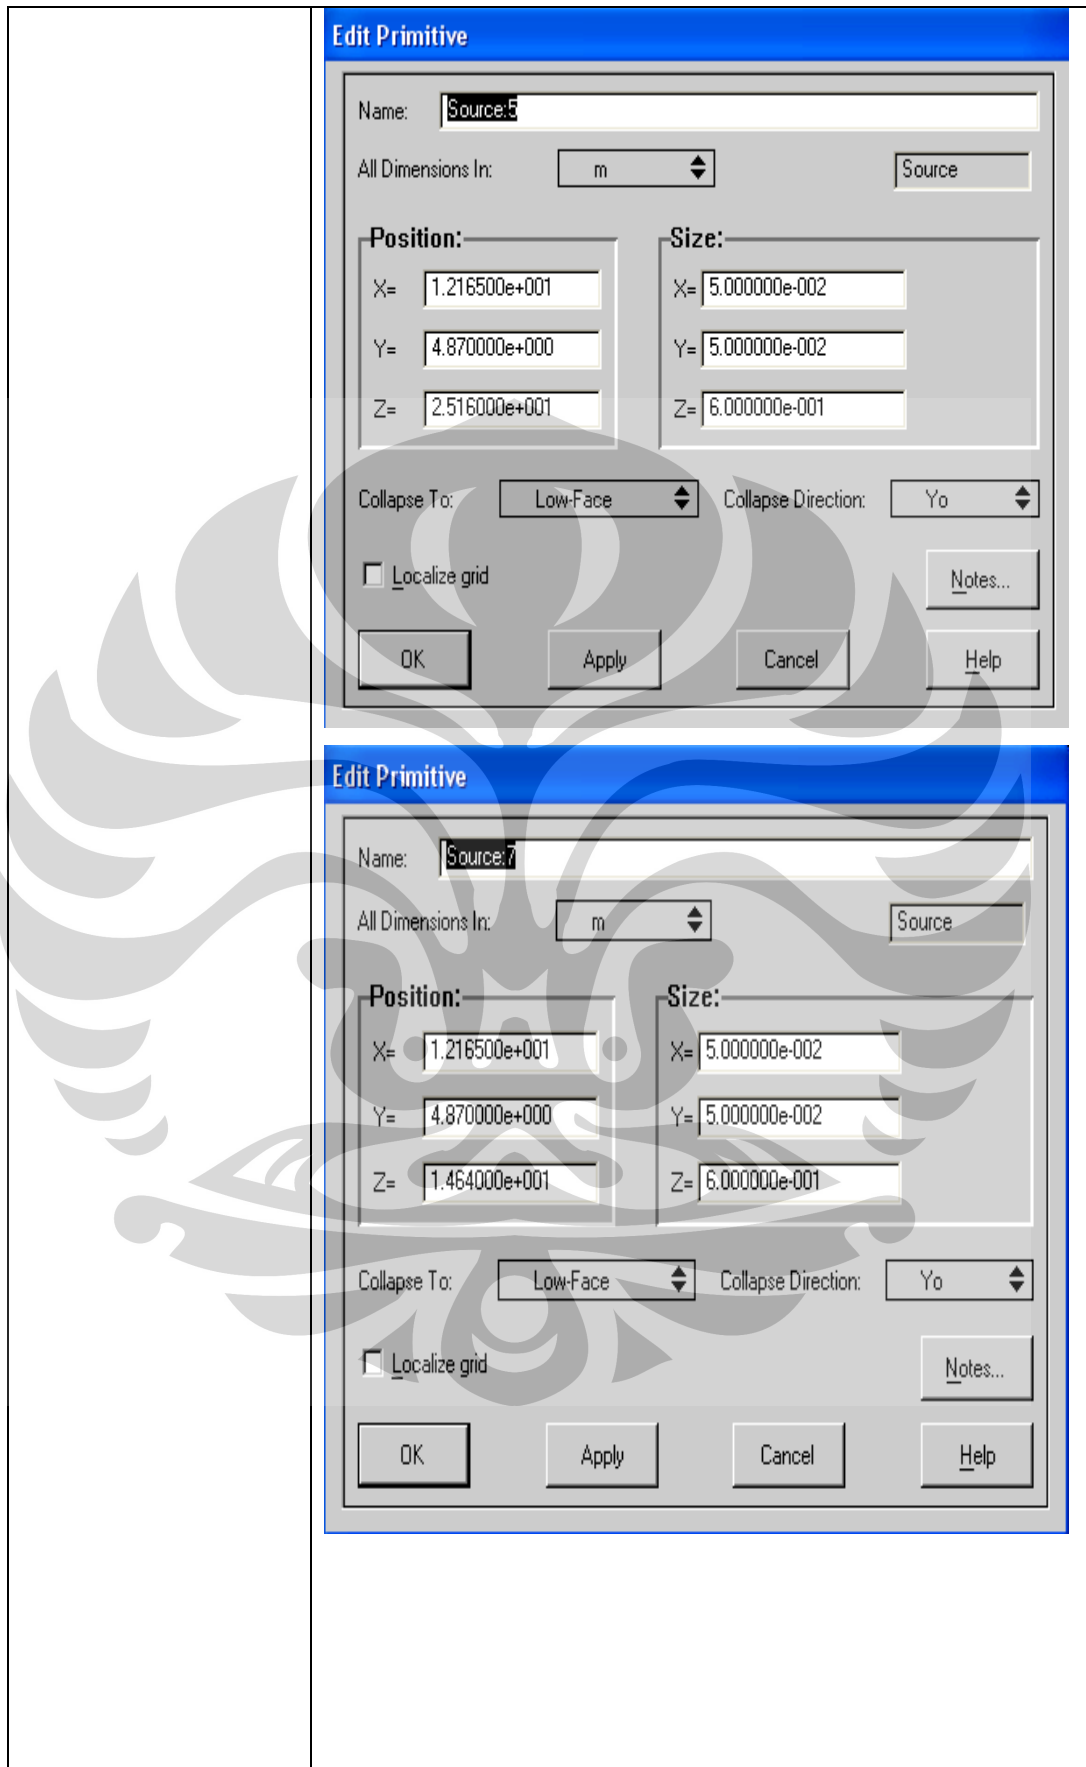 Edit Primitive
Name: Source:5
All Dimensions In: m Source
Position: Size:
X= 1.216500e+001 X= 5.000000e-002
Y= 4.870000e+000 Y= 5.000000e-002
Z= 2.516000e+001 Z= 6.000000e-001
Collapse To: Low-Face Collapse Direction: Yo
Localize grid Notes...
OK Apply Cancel Help
Edit Primitive
Name: Source:7
All Dimensions In: m Source
Position: Size:
X= 1.216500e+001 X= 5.000000e-002
Y= 4.870000e+000 Y= 5.000000e-002
Z= 1.464000e+001 Z= 6.000000e-001
Collapse To: Low-Face Collapse Direction: Yo
Localize grid Notes...
OK Apply Cancel Help